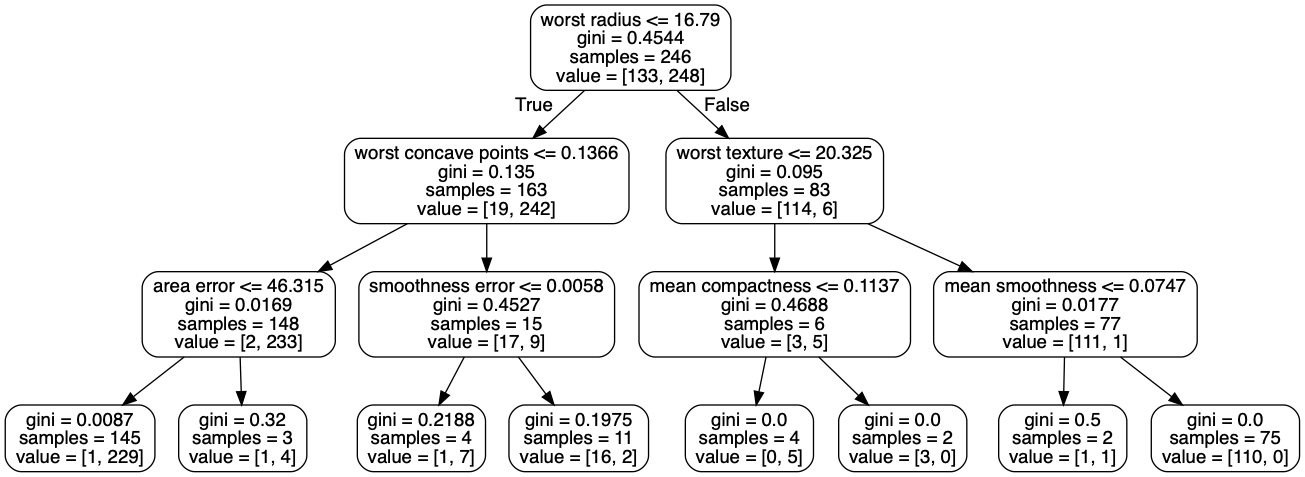 worst radius <= 16.79
gini = 0.4544
samples = 246
value = [133, 248]
True
False
worst concave points <= 0.1366
gini = 0.135
samples = 163
value = [19, 242]
worst texture <= 20.325
gini = 0.095
samples = 83
value = [114, 6]
area error <= 46.315
gini = 0.0169
samples = 148
value = [2, 233]
smoothness error <= 0.0058
gini = 0.4527
samples = 15
value = [17, 9]
mean compactness <= 0.1137
gini = 0.4688
samples = 6
value = [3, 5]
mean smoothness <= 0.0747
gini = 0.0177
samples = 77
value = [111, 1]
gini = 0.0087
samples = 145
value = [1, 229]
gini = 0.32
samples = 3
value = [1, 4]
gini = 0.2188
samples = 4
value = [1, 7]
gini = 0.1975
samples = 11
value = [16, 2]
gini = 0.0
samples = 4
value = [0, 5]
gini = 0.0
samples = 2
value = [3, 0]
gini = 0.5
samples = 2
value = [1, 1]
gini = 0.0
samples = 75
value = [110, 0]